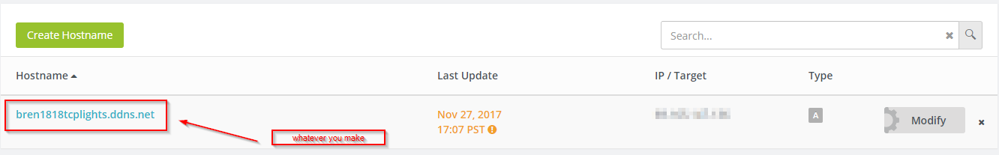 Create Hostname
Search...
Hostname
Last Update
IP / Target
Type
bren1818tcplights.ddns.net
Nov 27, 2017
17:07 PST
A
Modify
whatever you make